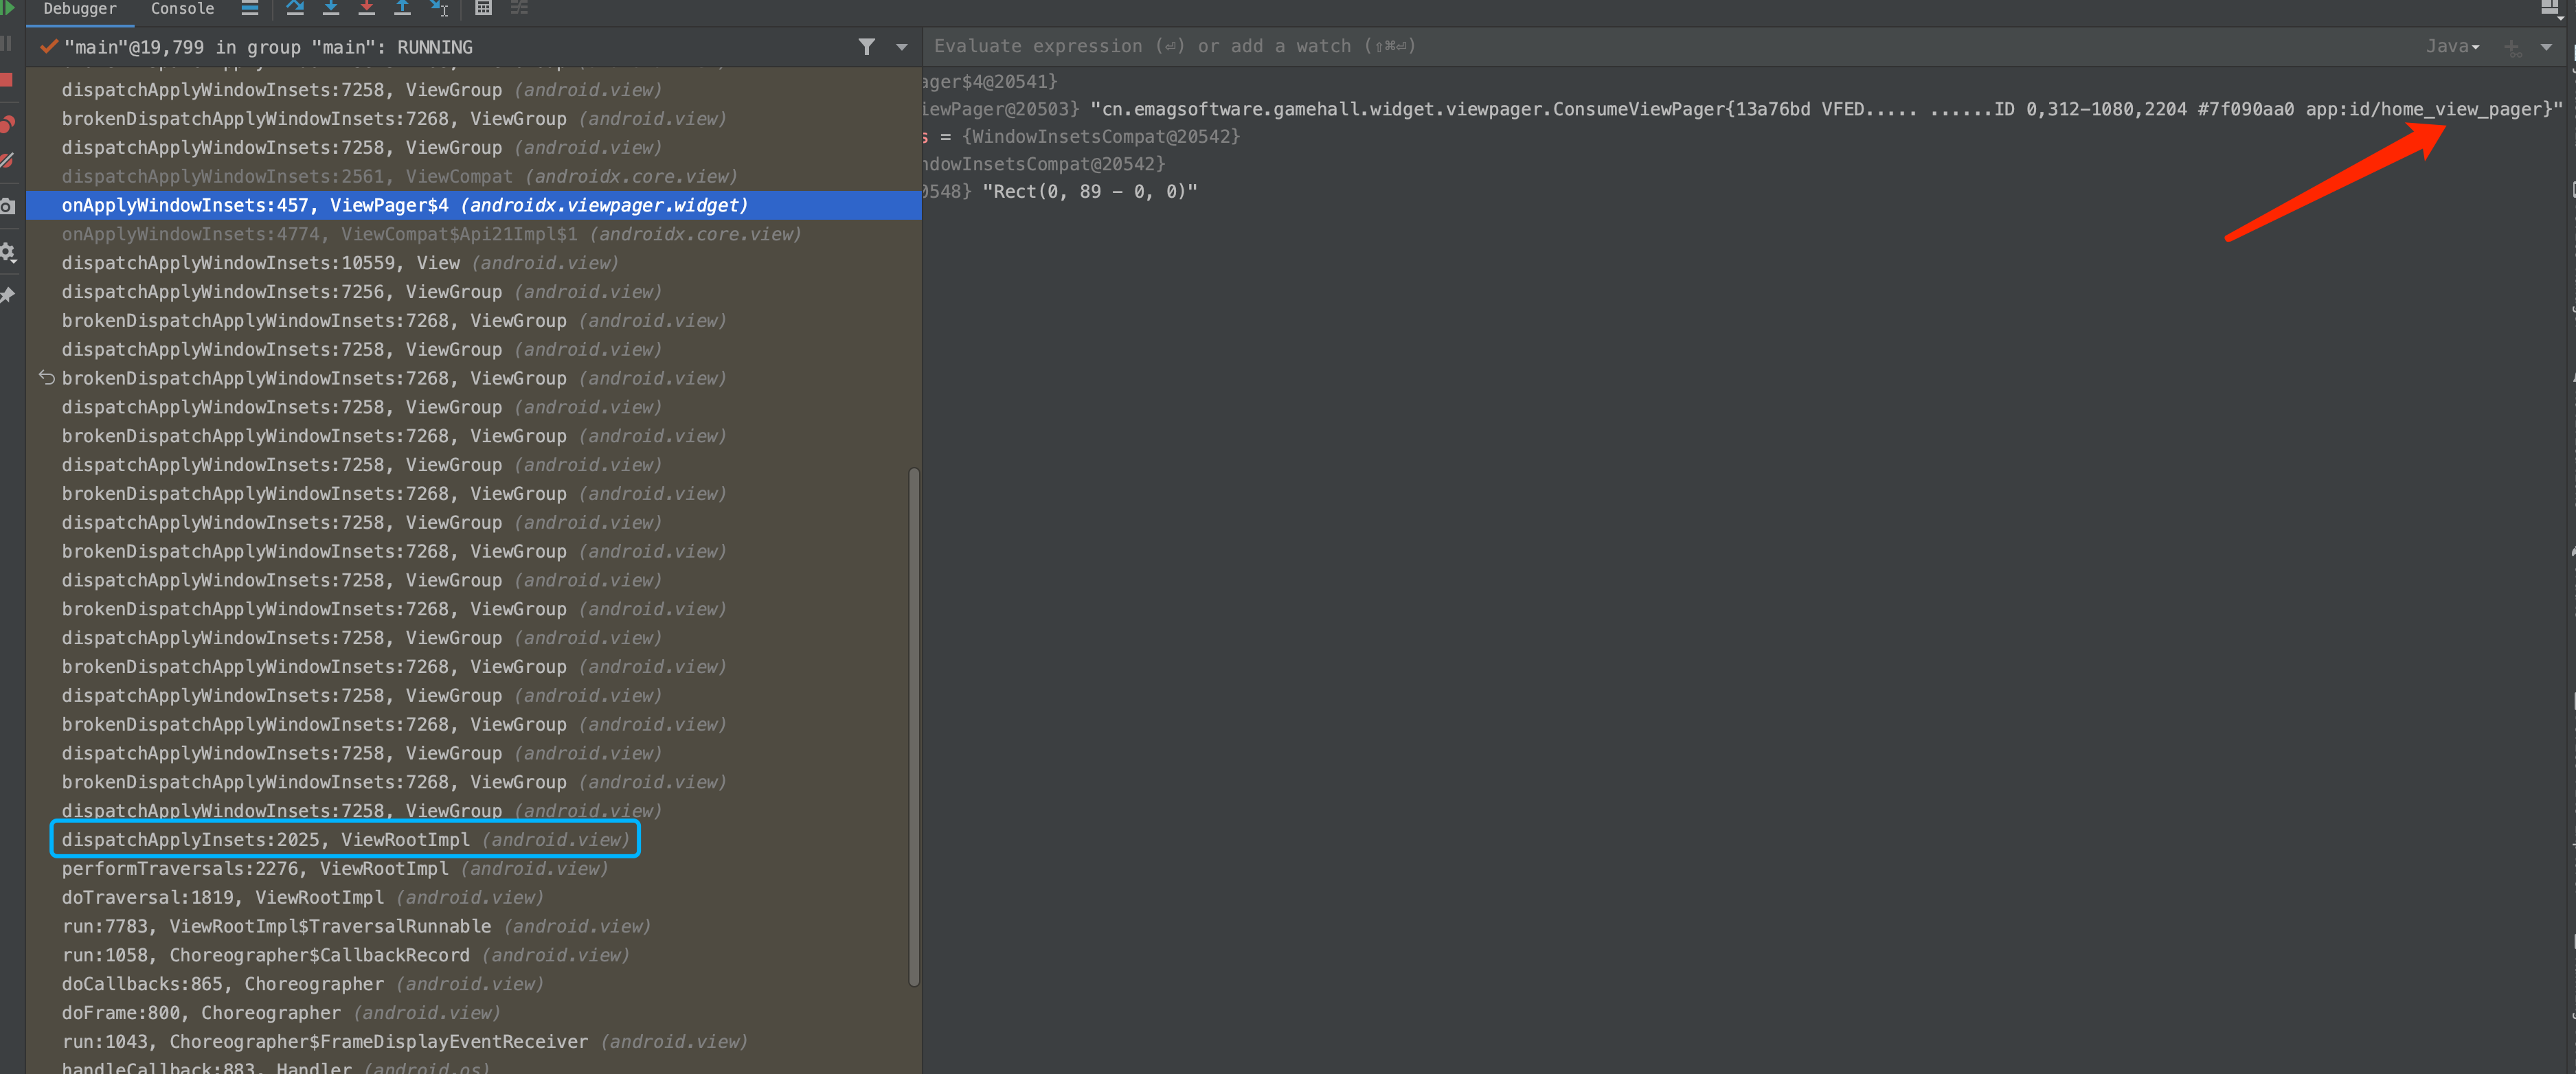 Debugger Console
"main"@19,799 in group "main": RUNNING
dispatchApplyWindowInsets:7258, ViewGroup (android.view)
brokenDispatchApplyWindowInsets:7268, ViewGroup (android.view)
dispatchApplyWindowInsets:7258, ViewGroup (android.view)
dispatchApplyWindowInsets:2561, ViewCompat (androidx.core.view)
onApplyWindowInsets:457, ViewPager$4 (androidx.viewpager.widget)
onApplyWindowInsets:4774, ViewCompat$Api21Impl$1 (androidx.core.view)
dispatchApplyWindowInsets:10559, View (android.view)
dispatchApplyWindowInsets:7256, ViewGroup (android.view)
brokenDispatchApplyWindowInsets:7268, ViewGroup (android.view)
dispatchApplyWindowInsets:7258, ViewGroup (android.view)
brokenDispatchApplyWindowInsets:7268, ViewGroup (android.view)
dispatchApplyWindowInsets:7258, ViewGroup (android.view)
brokenDispatchApplyWindowInsets:7268, ViewGroup (android.view)
dispatchApplyWindowInsets:7258, ViewGroup (android.view)
brokenDispatchApplyWindowInsets:7268, ViewGroup (android.view)
dispatchApplyWindowInsets:7258, ViewGroup (android.view)
brokenDispatchApplyWindowInsets:7268, ViewGroup (android.view)
dispatchApplyWindowInsets:7258, ViewGroup (android.view)
brokenDispatchApplyWindowInsets:7268, ViewGroup (android.view)
dispatchApplyWindowInsets:7258, ViewGroup (android.view)
brokenDispatchApplyWindowInsets:7268, ViewGroup (android.view)
dispatchApplyWindowInsets:7258, ViewGroup (android.view)
brokenDispatchApplyWindowInsets:7268, ViewGroup (android.view)
dispatchApplyWindowInsets:7258, ViewGroup (android.view)
brokenDispatchApplyWindowInsets:7268, ViewGroup (android.view)
dispatchApplyWindowInsets:7258, ViewGroup (android.view)
dispatchApplyInsets:2025, ViewRootImpl (android.view)
performTraversals:2276, ViewRootImpl (android.view)
doTraversal:1819, ViewRootImpl (android.view)
run:7783, ViewRootImpl$TraversalRunnable (android.view)
run:1058, Choreographer$CallbackRecord (android.view)
doCallbacks:865, Choreographer (android.view)
doFrame:800, Choreographer (android.view)
run:1043, Choreographer$FrameDisplayEventReceiver (android.view)
handleCallback:883, Handler (android.os)
Evaluate expression (⏎) or add a watch (⇧⌘⏎) Java
ager$4@20541}
iewPager@20503} "cn.emagsoftware.gamehall.widget.viewpager.ConsumeViewPager{13a76bd VFED..... ......ID 0,312-1080,2204 #7f090aa0 app:id/home_view_pager}"
s = {WindowInsetsCompat@20542}
ndowInsetsCompat@20542}
0548} "Rect(0, 89 - 0, 0)"